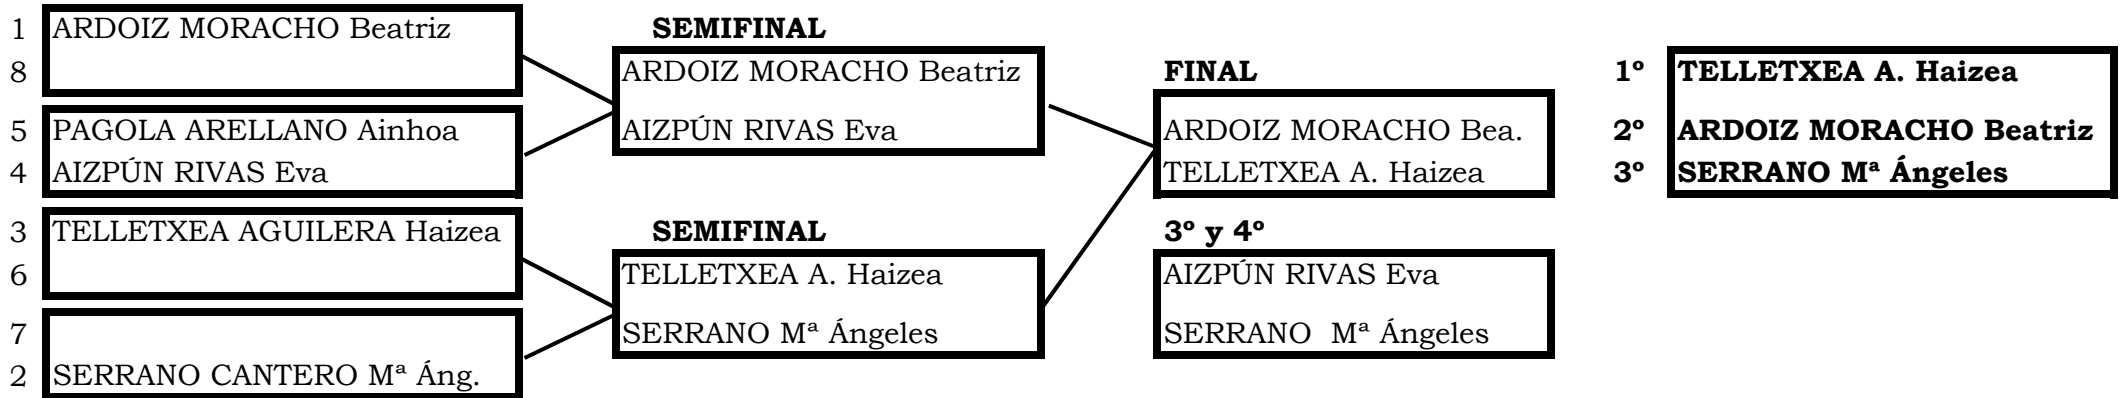 1 ARDOIZ MORACHO Beatriz
8
5 PAGOLA ARELLANO Ainhoa
4 AIZPÚN RIVAS Eva
3 TELLETXEA AGUILERA Haizea
6
7
2 SERRANO CANTERO Mª Áng.
SEMIFINAL
ARDOIZ MORACHO Beatriz
AIZPÚN RIVAS Eva
SEMIFINAL
TELLETXEA A. Haizea
SERRANO Mª Ángeles
FINAL
ARDOIZ MORACHO Bea.
TELLETXEA A. Haizea
3º y 4º
AIZPÚN RIVAS Eva
SERRANO  Mª Ángeles
1º TELLETXEA A. Haizea
2º ARDOIZ MORACHO Beatriz
3º SERRANO Mª Ángeles